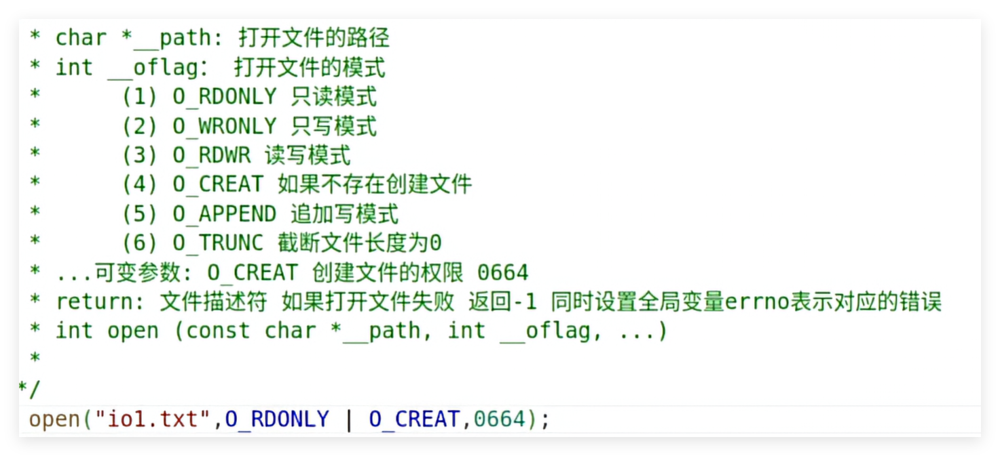 * char *__path: 打开文件的路径
* int __oflag: 打开文件的模式
*      (1) O_RDONLY 只读模式
*      (2) O_WRONLY 只写模式
*      (3) O_RDWR 读写模式
*      (4) O_CREAT 如果不存在创建文件
*      (5) O_APPEND 追加写模式
*      (6) O_TRUNC 截断文件长度为0
* ...可变参数: O_CREAT 创建文件的权限 0664
* return: 文件描述符 如果打开文件失败 返回-1 同时设置全局变量errno表示对应的错误
* int open (const char *__path, int __oflag, ...)
*
*/
open("io1.txt",O_RDONLY | O_CREAT,0664);